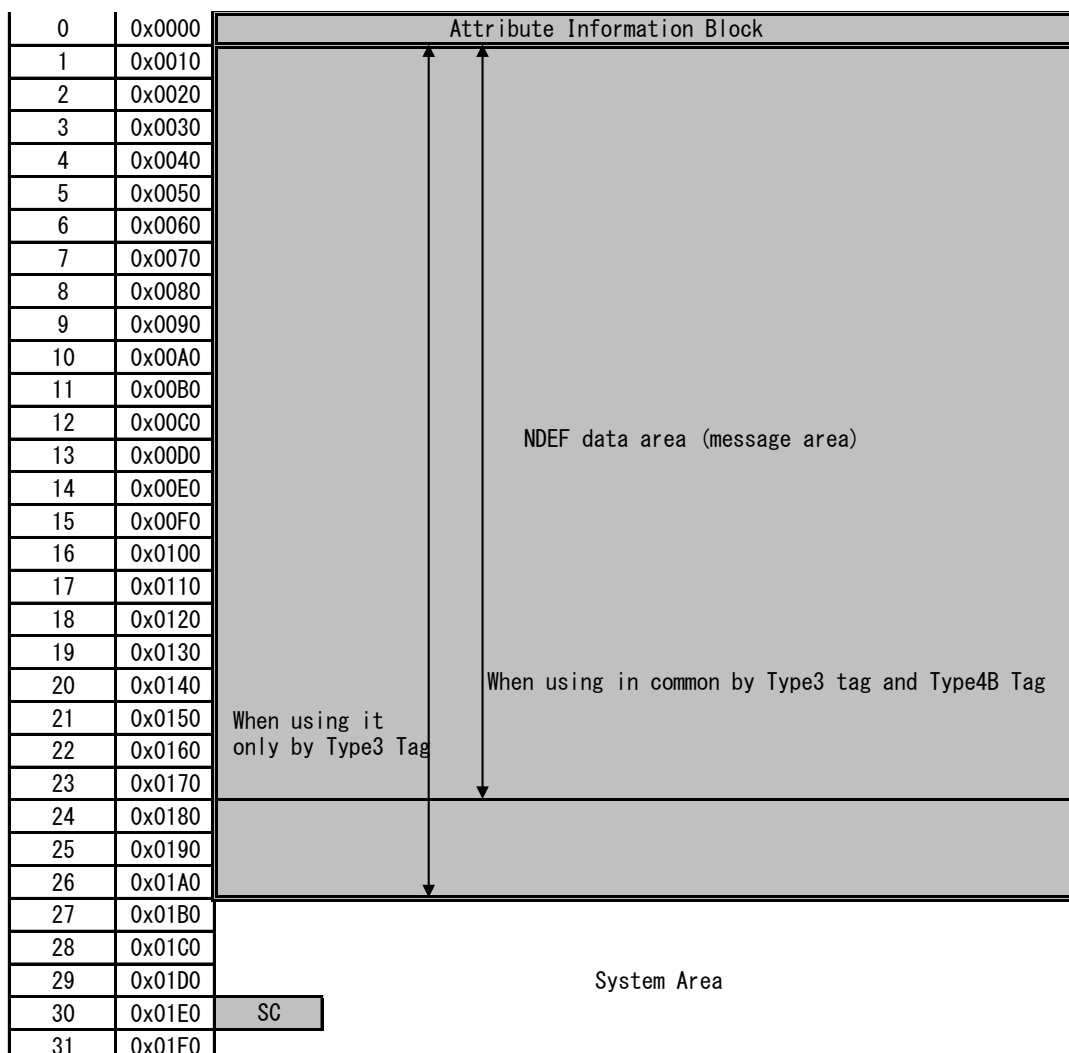 0 0x0000 Attribute Information Block
1 0x0010
2 0x0020
3 0x0030
4 0x0040
5 0x0050
6 0x0060
7 0x0070
8 0x0080
9 0x0090
10 0x00A0
11 0x00B0
12 0x00C0
NDEF data area (message area)
13 0x00D0
14 0x00E0
15 0x00F0
16 0x0100
17 0x0110
18 0x0120
19 0x0130
20 0x0140 When using in common by Type3 tag and Type4B Tag
21 0x0150 When using it
22 0x0160 only by Type3 Tag
23 0x0170
24 0x0180
25 0x0190
26 0x01A0
27 0x01B0
28 0x01C0
29 0x01D0 System Area
30 0x01E0 SC
31 0x01F0